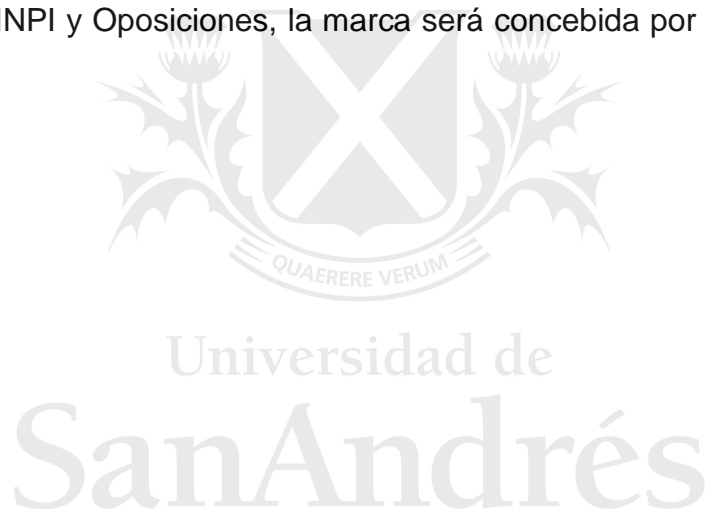 INPI y Oposiciones, la marca será concebida por
QUAERERE VERUM
Universidad de
SanAndrés